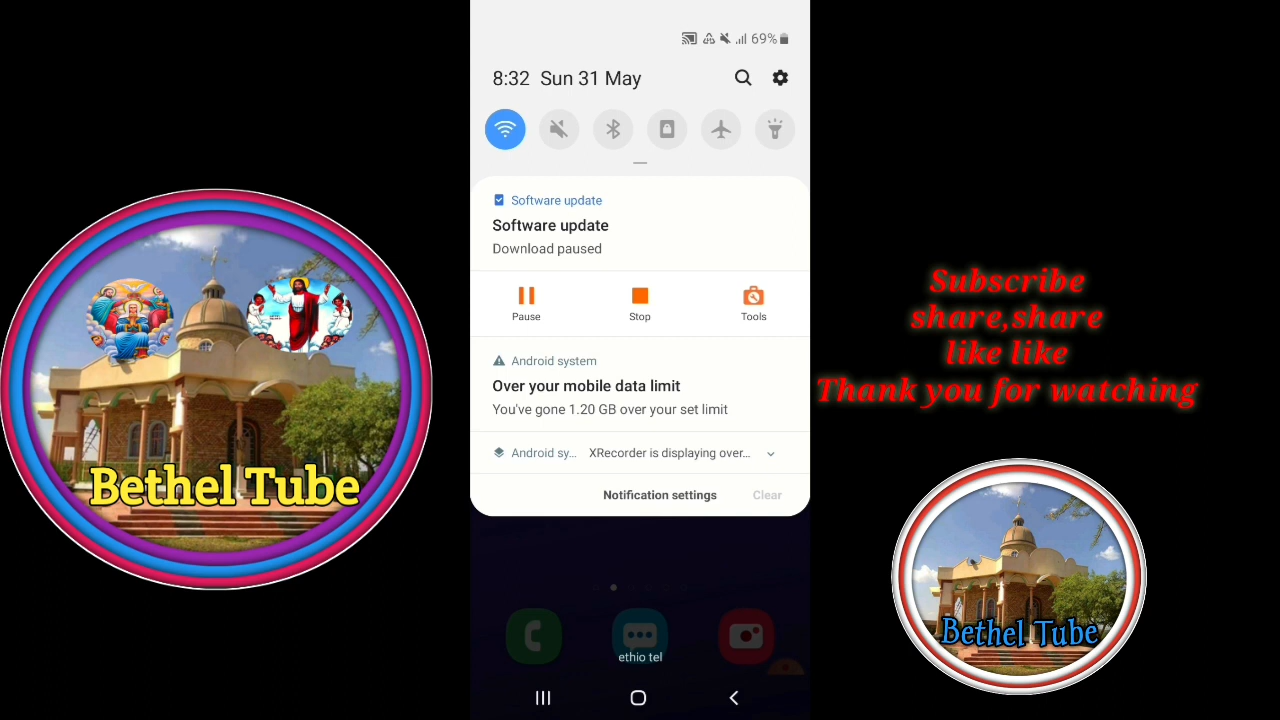 Bethel Tube
69%
8:32 Sun 31 May
Software update
Software update
Download paused
Pause Stop Tools
Android system
Over your mobile data limit
You've gone 1.20 GB over your set limit
Android sy... XRecorder is displaying over...
Notification settings Clear
ethio tel
Subscribe
share,share
like like
Thank you for watching
Bethel Tube